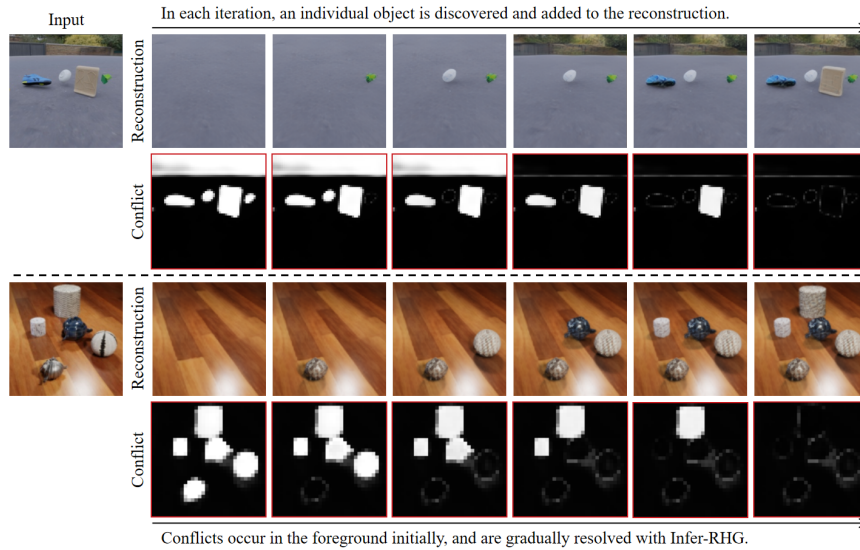 In each iteration, an individual object is discovered and added to the reconstruction.
Input
Reconstruction
Conflict
Reconstruction
Conflict
Conflicts occur in the foreground initially, and are gradually resolved with Infer-RHG.